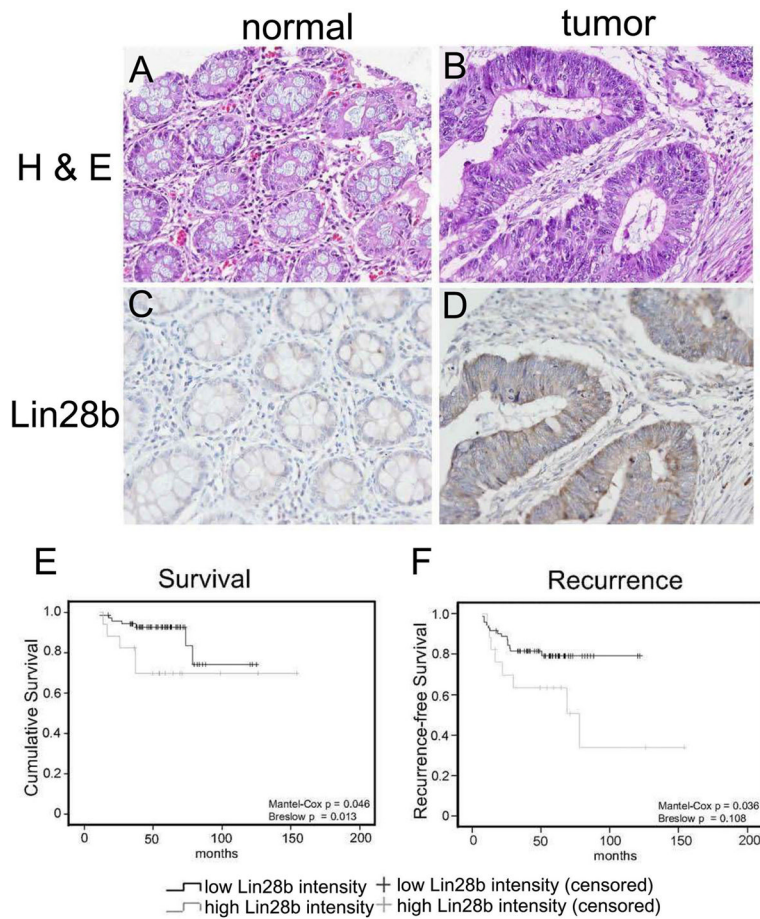 normal
tumor
A
B
H & E
C
D
Lin28b
E
Survival
F
Recurrence
Cumulative Survival
1.0
0.8
0.6
0.4
0.2
0
Mantel-Cox p = 0.046
Breslow p = 0.013
0
50
100
150
200
months
Recurrence-free Survival
1.0
0.8
0.6
0.4
0.2
0
Mantel-Cox p = 0.036
Breslow p = 0.108
0
50
100
150
200
months
low Lin28b intensity
low Lin28b intensity (censored)
high Lin28b intensity
high Lin28b intensity (censored)